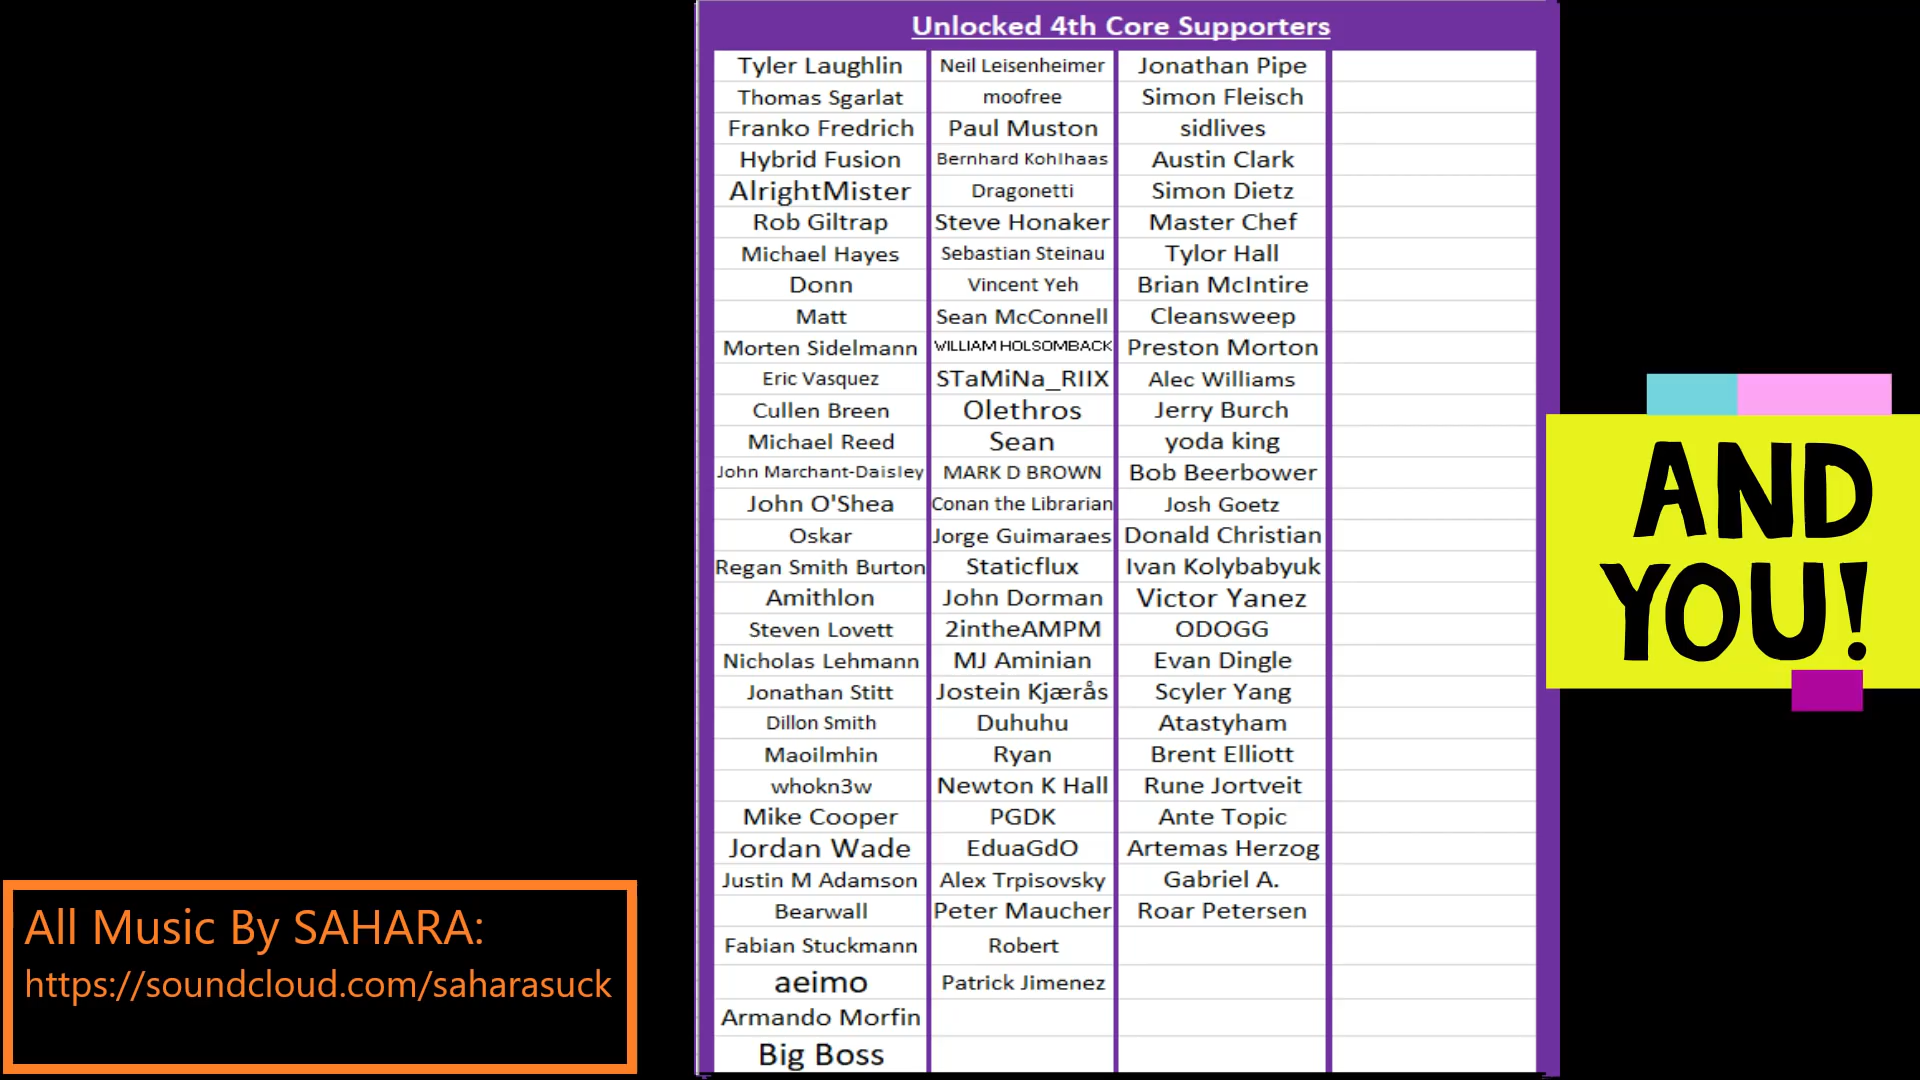 Unlocked 4th Core Supporters
Tyler Laughlin Neil Leisenheimer Jonathan Pipe
Thomas Sgarlat moofree Simon Fleisch
Franko Fredrich Paul Muston sidlives
Hybrid Fusion Bernhard Kohlhaas Austin Clark
AlrightMister Dragonetti Simon Dietz
Rob Giltrap Steve Honaker Master Chef
Michael Hayes Sebastian Steinau Tylor Hall
Donn Vincent Yeh Brian McIntire
Matt Sean McConnell Cleansweep
Morten Sidelmann WILLIAM HOLSOMBACK Preston Morton
Eric Vasquez STaMiNa_RIIX Alec Williams
Cullen Breen Olethros Jerry Burch
Michael Reed Sean yoda king
John Marchant-Daisley MARK D BROWN Bob Beerbower
John O'Shea Conan the Librarian Josh Goetz
Oskar Jorge Guimaraes Donald Christian
Regan Smith Burton Staticflux Ivan Kolybabyuk
Amithlon John Dorman Victor Yanez
Steven Lovett 2intheAMPM ODOGG
Nicholas Lehmann MJ Aminian Evan Dingle
Jonathan Stitt Jostein Kjærås Scyler Yang
Dillon Smith Duhuhu Atastyham
Maoilmhin Ryan Brent Elliott
whokn3w Newton K Hall Rune Jortveit
Mike Cooper PGDK Ante Topic
Jordan Wade EduaGdO Artemas Herzog
Justin M Adamson Alex Trpisovsky Gabriel A.
Bearwall Peter Maucher Roar Petersen
Fabian Stuckmann Robert
aeimo Patrick Jimenez
Armando Morfin
Big Boss
AND
YOU!
All Music By SAHARA:
https://soundcloud.com/saharasuck